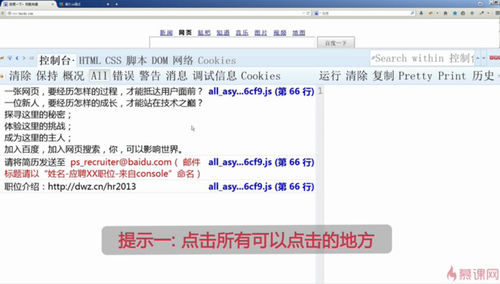 新闻 网页 贴吧 知道 音乐 图片 视频 地图
百度一下
控制台 HTML CSS 脚本 DOM 网络 Cookies
Search within 控制台
清除 保持 概况 All 错误 警告 消息 调试信息 Cookies
运行 清除 复制 Pretty Print 历史
一张网页，要经历怎样的过程，才能抵达用户面前？ all_asy...6cf9.js (第 66 行) 1
一位新人，要经历怎样的成长，才能站在技术之巅？
探寻这里的秘密；
体验这里的挑战；
成为这里的主人；
加入百度，加入网页搜索，你，可以影响世界。
请将简历发送至 ps_recruiter@baidu.com（ 邮件 all_asy...6cf9.js (第 66 行)
标题请以“姓名-应聘XX职位-来自console”命名）
职位介绍：http://dwz.cn/hr2013 all_asy...6cf9.js (第 66 行)
提示一: 点击所有可以点击的地方
慕课网